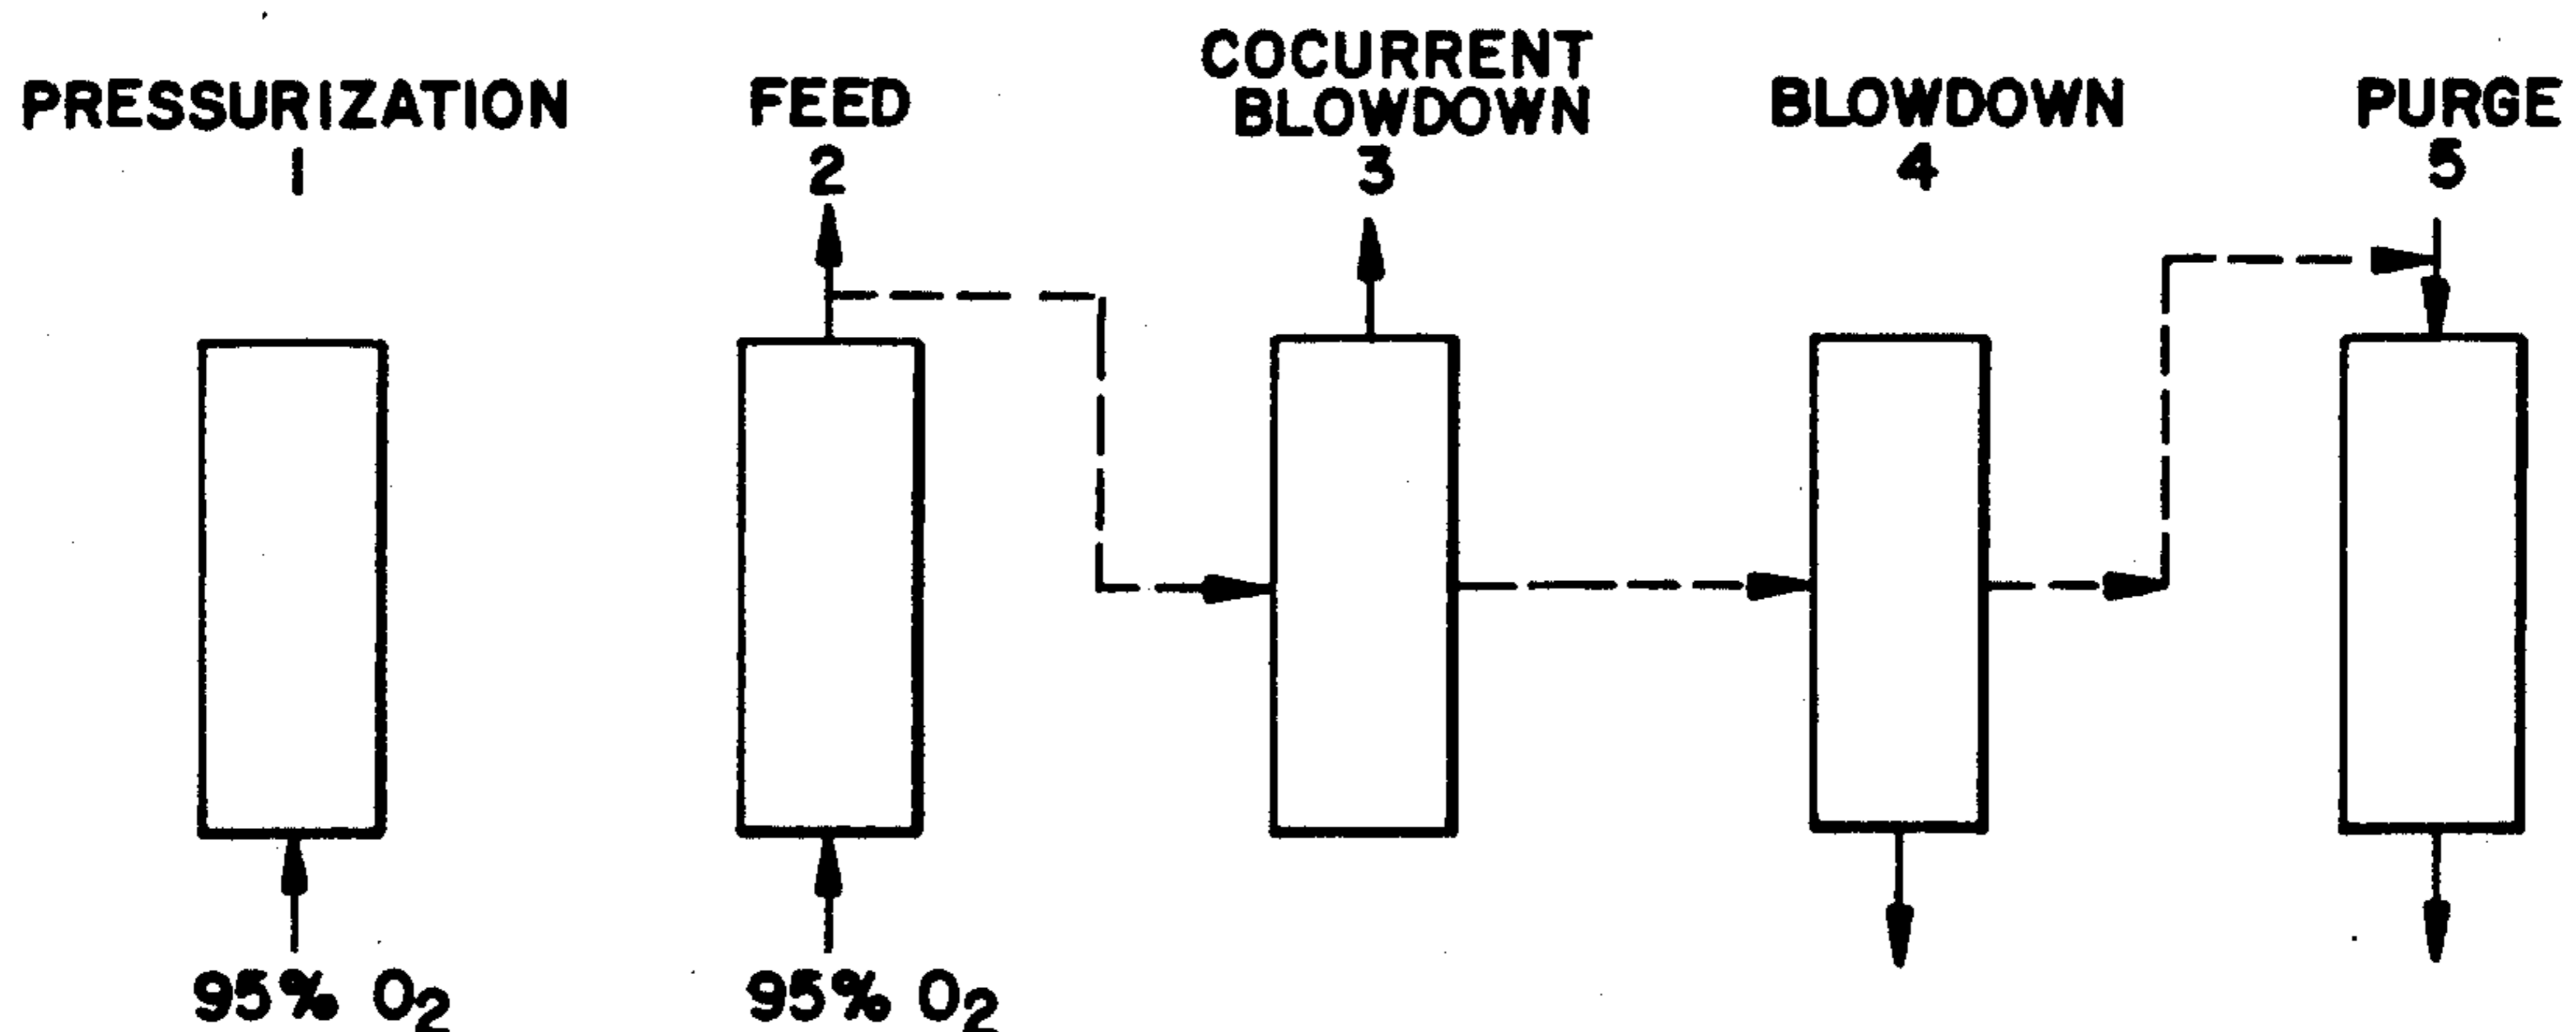 PRESSURIZATION
1
FEED
2
COCURRENT
BLOWDOWN
3
BLOWDOWN
4
PURGE
5
95% O2
95% O2